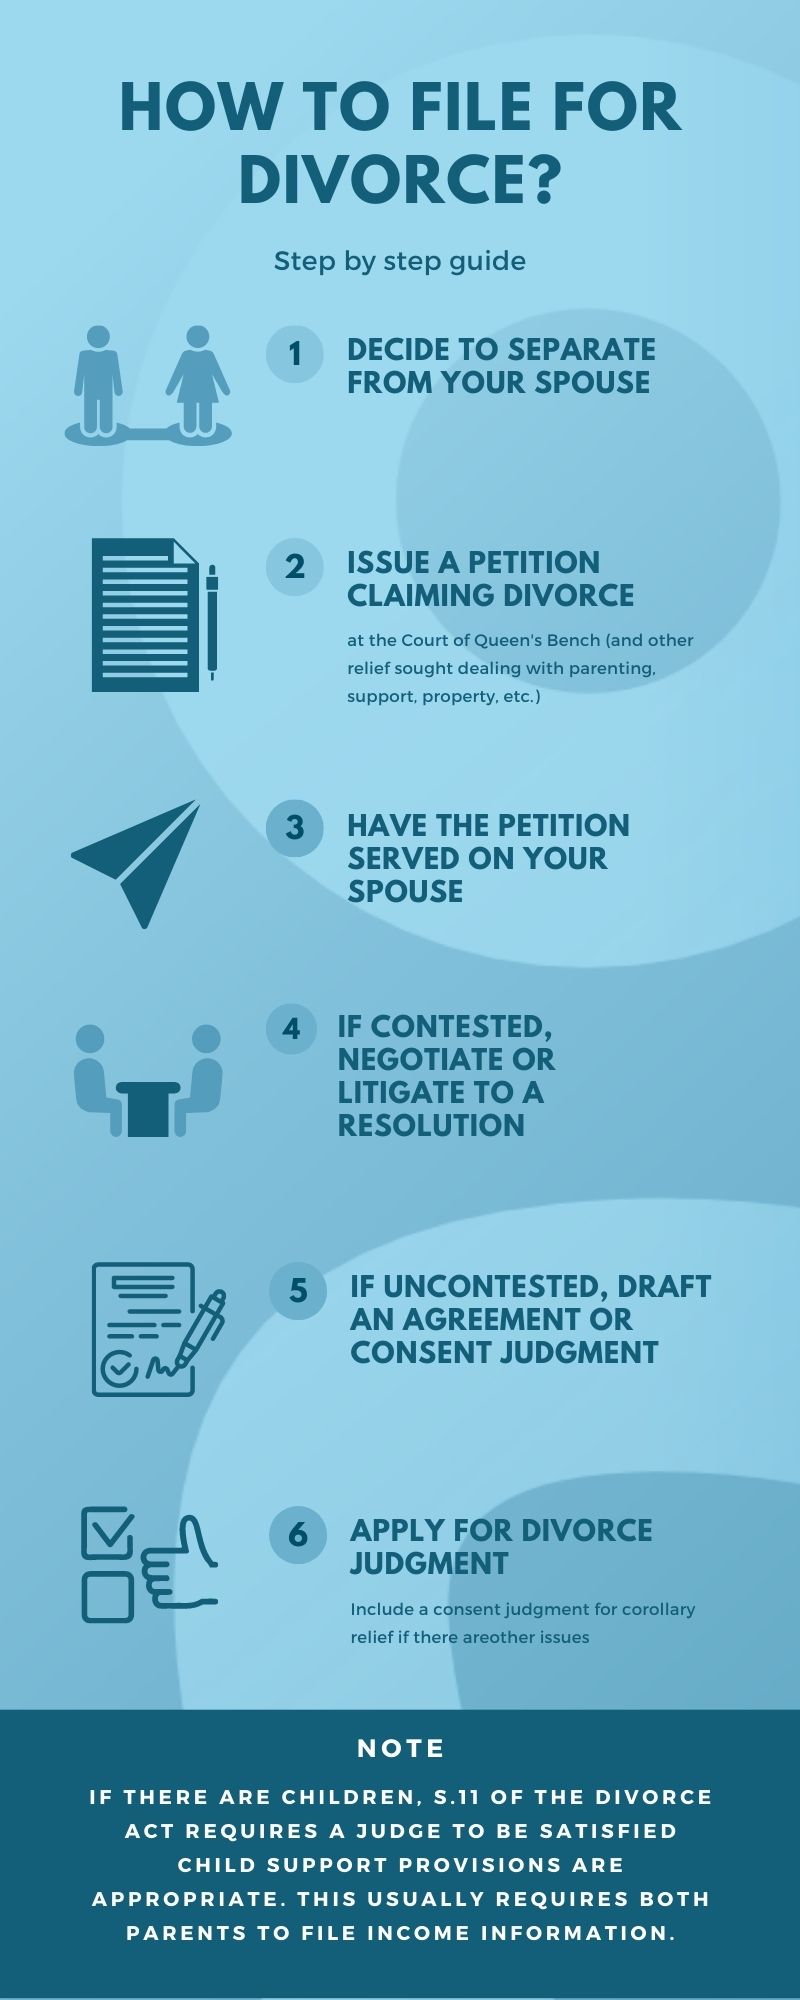 HOW TO FILE FOR
DIVORCE?
Step by step guide
1
DECIDE TO SEPARATE
FROM YOUR SPOUSE
2
ISSUE A PETITION
CLAIMING DIVORCE
at the Court of Queen's Bench (and other
relief sought dealing with parenting,
support, property, etc.)
3
HAVE THE PETITION
SERVED ON YOUR
SPOUSE
4
IF CONTESTED,
NEGOTIATE OR
LITIGATE TO A
RESOLUTION
5
IF UNCONTESTED, DRAFT
AN AGREEMENT OR
CONSENT JUDGMENT
6
APPLY FOR DIVORCE
JUDGMENT
Include a consent judgment for corollary
relief if there areother issues
NOTE
IF THERE ARE CHILDREN, S.11 OF THE DIVORCE
ACT REQUIRES A JUDGE TO BE SATISFIED
CHILD SUPPORT PROVISIONS ARE
APPROPRIATE. THIS USUALLY REQUIRES BOTH
PARENTS TO FILE INCOME INFORMATION.